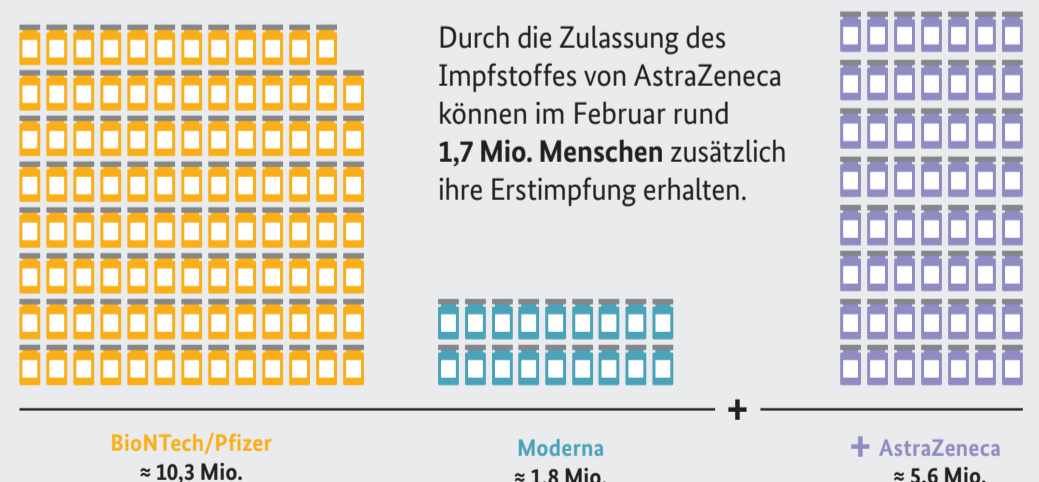 Durch die Zulassung des
Impfstoffes von AstraZeneca
können im Februar rund
1,7 Mio. Menschen zusätzlich
ihre Erstimpfung erhalten.
+
BioNTech/Pfizer
≈ 10,3 Mio.
Moderna
≈ 1,8 Mio.
+ AstraZeneca
≈ 5,6 Mio.